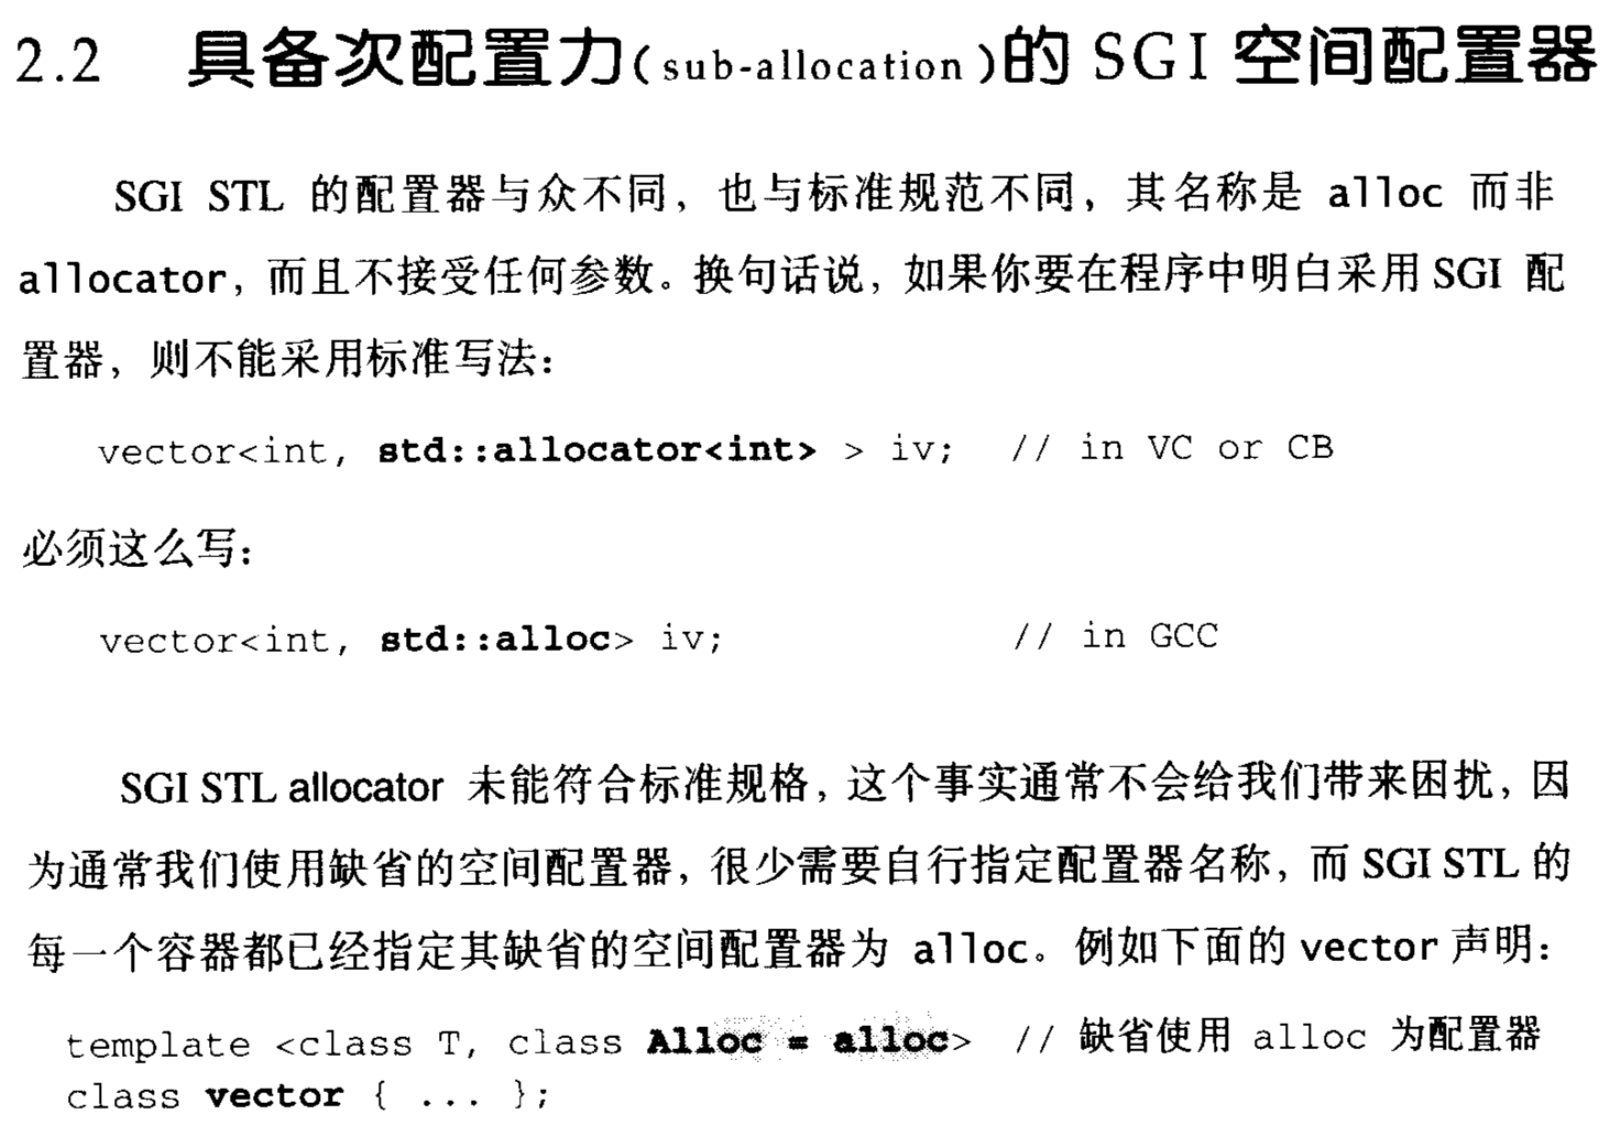 2.2 具备次配置力(sub-allocation)的 SGI 空间配置器
SGI STL 的配置器与众不同，也与标准规范不同，其名称是 alloc 而非
allocator，而且不接受任何参数。换句话说，如果你要在程序中明白采用 SGI 配
置器，则不能采用标准写法：
vector<int, std::allocator<int> > iv; // in VC or CB
必须这么写：
vector<int, std::alloc> iv; // in GCC
SGI STL allocator 未能符合标准规格，这个事实通常不会给我们带来困扰，因
为通常我们使用缺省的空间配置器，很少需要自行指定配置器名称，而 SGI STL 的
每一个容器都已经指定其缺省的空间配置器为 alloc。例如下面的 vector 声明：
template <class T, class Alloc = alloc> // 缺省使用 alloc 为配置器
class vector { ... };